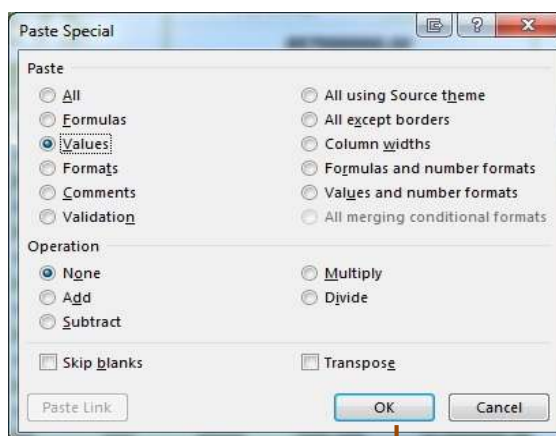 Paste Special
Paste
All
All using Source theme
Formulas
All except borders
Values
Column widths
Formats
Formulas and number formats
Comments
Values and number formats
Validation
All merging conditional formats
Operation
None
Multiply
Add
Divide
Subtract
Skip blanks
Transpose
Paste Link
OK
Cancel